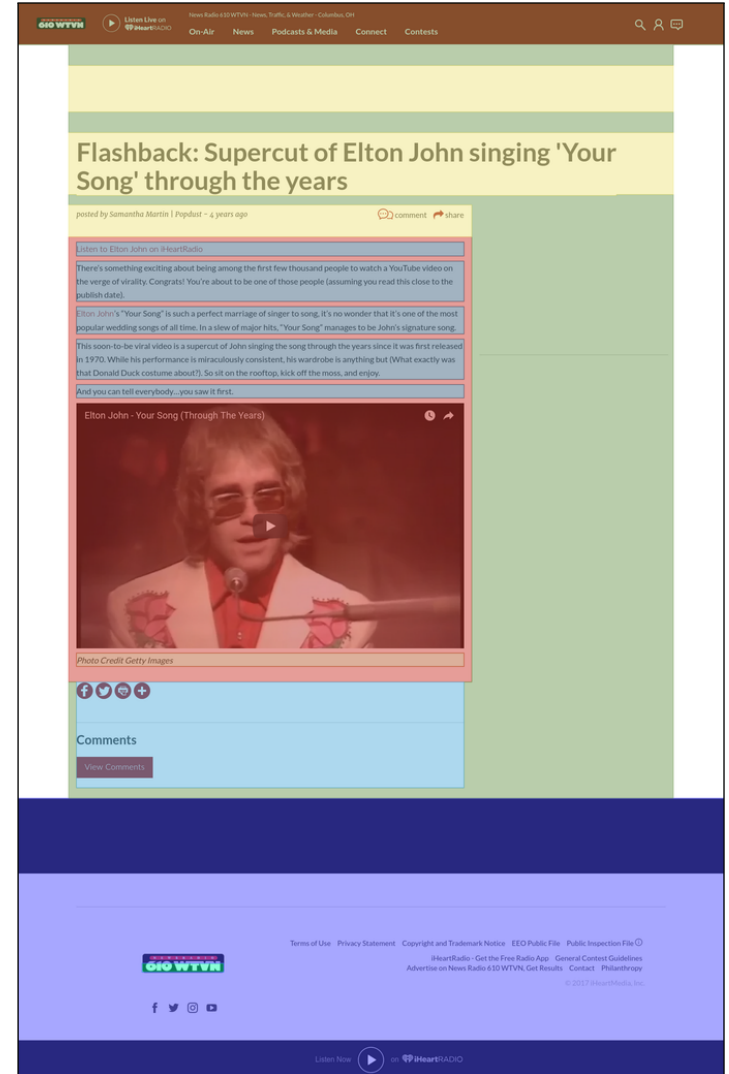 610 WTVN
Listen Live on
iHeartRADIO
News Radio 610 WTVN - News, Traffic, & Weather - Columbus, OH
On-Air News Podcasts & Media Connect Contests
Flashback: Supercut of Elton John singing 'Your
Song' through the years
posted by Samantha Martin | Popdust - 4 years ago
comment share
Listen to Elton John on iHeartRadio
There's something exciting about being among the first few thousand people to watch a YouTube video on
the verge of virality. Congrats! You're about to be one of those people (assuming you read this close to the
publish date).
Elton John's "Your Song" is such a perfect marriage of singer to song, it's no wonder that it's one of the most
popular wedding songs of all time. In a slew of major hits, "Your Song" manages to be John's signature song.
This soon-to-be viral video is a supercut of John singing the song through the years since it was first released
in 1970. While his performance is miraculously consistent, his wardrobe is anything but (What exactly was
that Donald Duck costume about?). So sit on the rooftop, kick off the moss, and enjoy.
And you can tell everybody...you saw it first.
Elton John - Your Song (Through The Years)
Photo Credit Getty Images
Comments
View Comments
Terms of Use Privacy Statement Copyright and Trademark Notice EEO Public File Public Inspection File
iHeartRadio - Get the Free Radio App General Contest Guidelines
Advertise on News Radio 610 WTVN, Get Results Contact Philanthropy
© 2017 iHeartMedia, Inc.
610 WTVN
Listen Now on iHeartRADIO